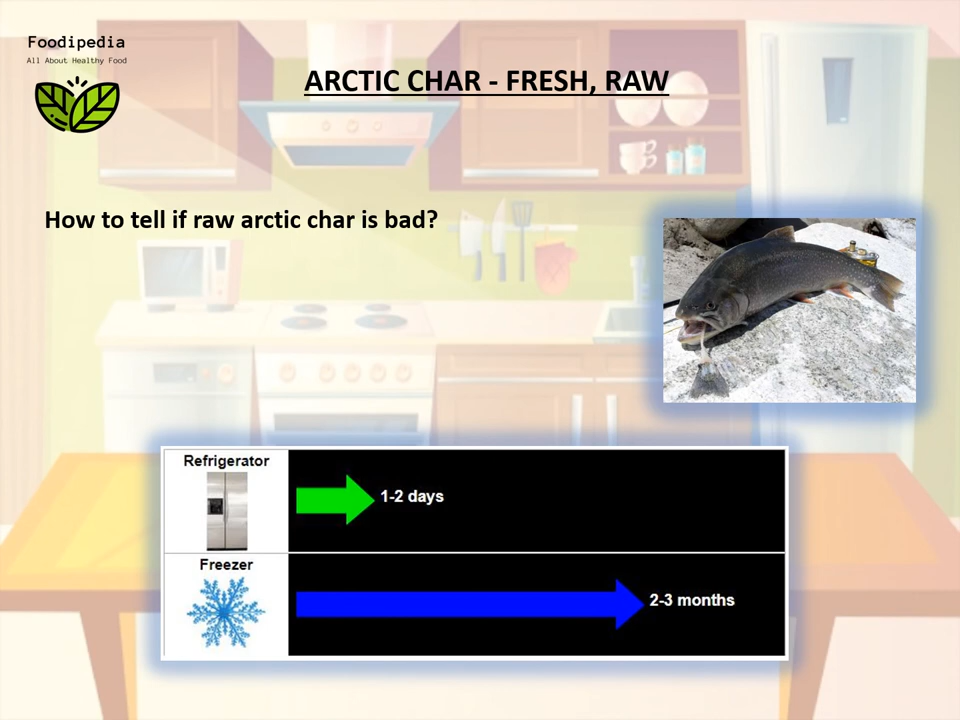 Foodipedia
All About Healthy Food
ARCTIC CHAR - FRESH, RAW
How to tell if raw arctic char is bad?
Refrigerator
1-2 days
Freezer
2-3 months